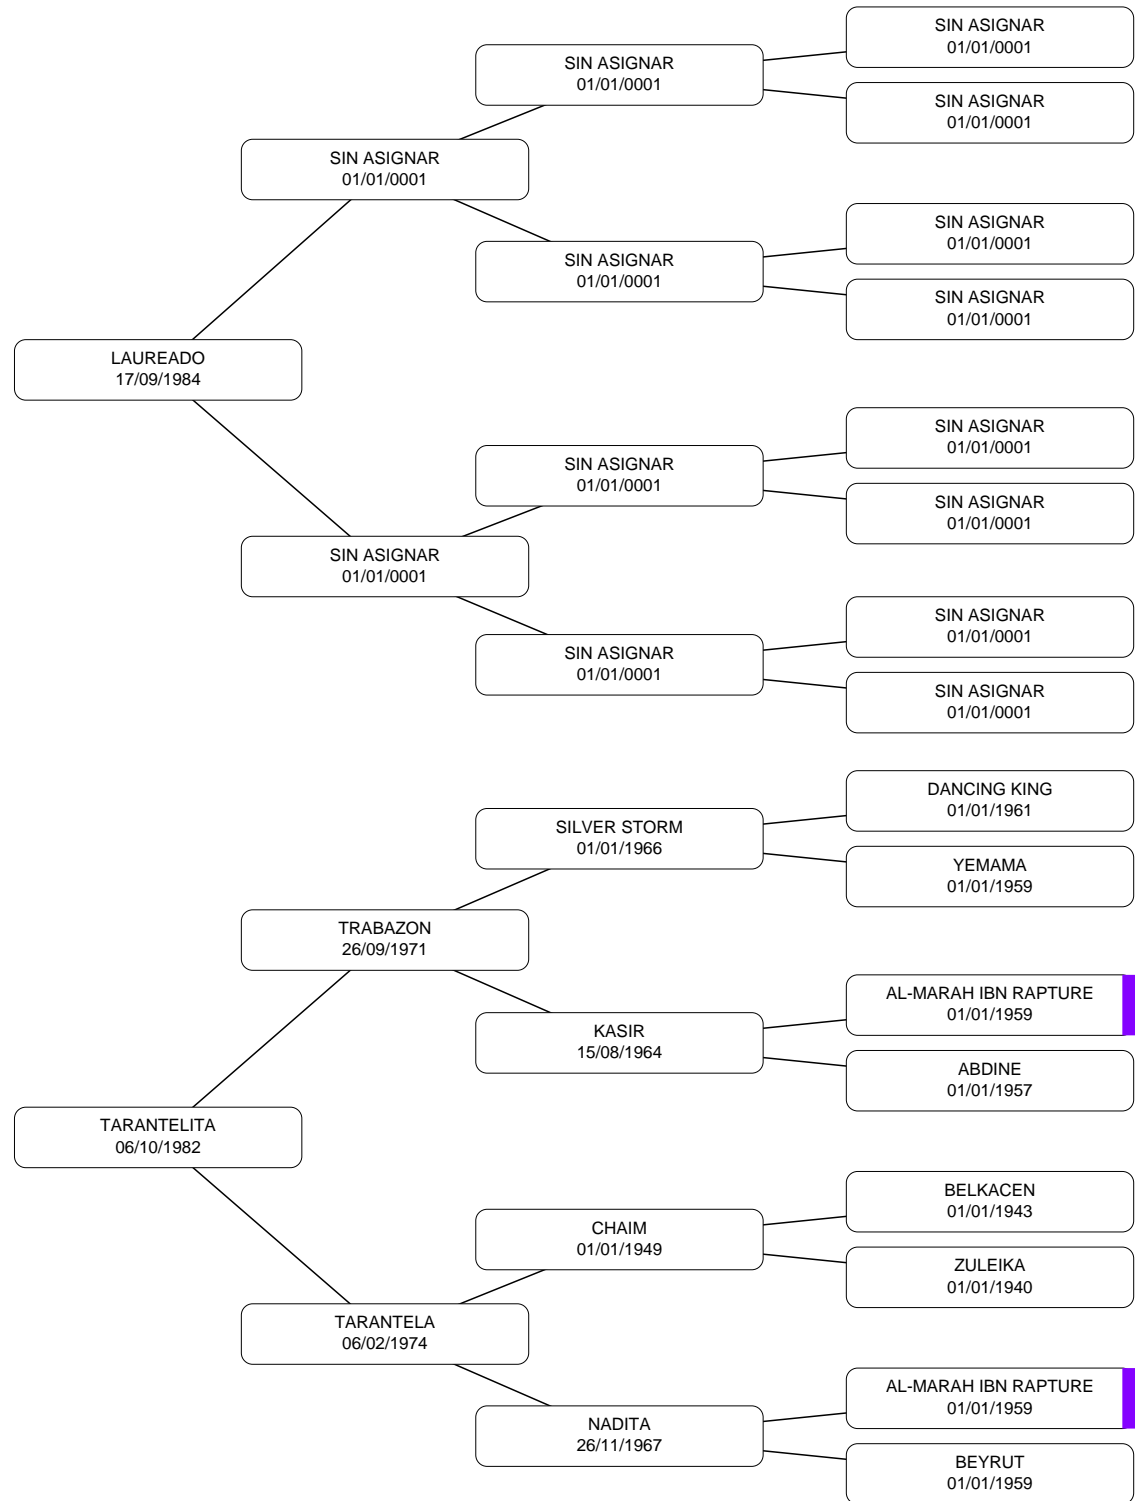 SIN ASIGNAR
01/01/0001
SIN ASIGNAR
01/01/0001
SIN ASIGNAR
01/01/0001
SIN ASIGNAR
01/01/0001
SIN ASIGNAR
01/01/0001
SIN ASIGNAR
01/01/0001
SIN ASIGNAR
01/01/0001
LAUREADO
17/09/1984
SIN ASIGNAR
01/01/0001
SIN ASIGNAR
01/01/0001
SIN ASIGNAR
01/01/0001
SIN ASIGNAR
01/01/0001
SIN ASIGNAR
01/01/0001
SIN ASIGNAR
01/01/0001
SIN ASIGNAR
01/01/0001
DANCING KING
01/01/1961
SILVER STORM
01/01/1966
YEMAMA
01/01/1959
TRABAZON
26/09/1971
AL-MARAH IBN RAPTURE
01/01/1959
KASIR
15/08/1964
ABDINE
01/01/1957
TARANTELITA
06/10/1982
BELKACEN
01/01/1943
CHAIM
01/01/1949
ZULEIKA
01/01/1940
TARANTELA
06/02/1974
AL-MARAH IBN RAPTURE
01/01/1959
NADITA
26/11/1967
BEYRUT
01/01/1959